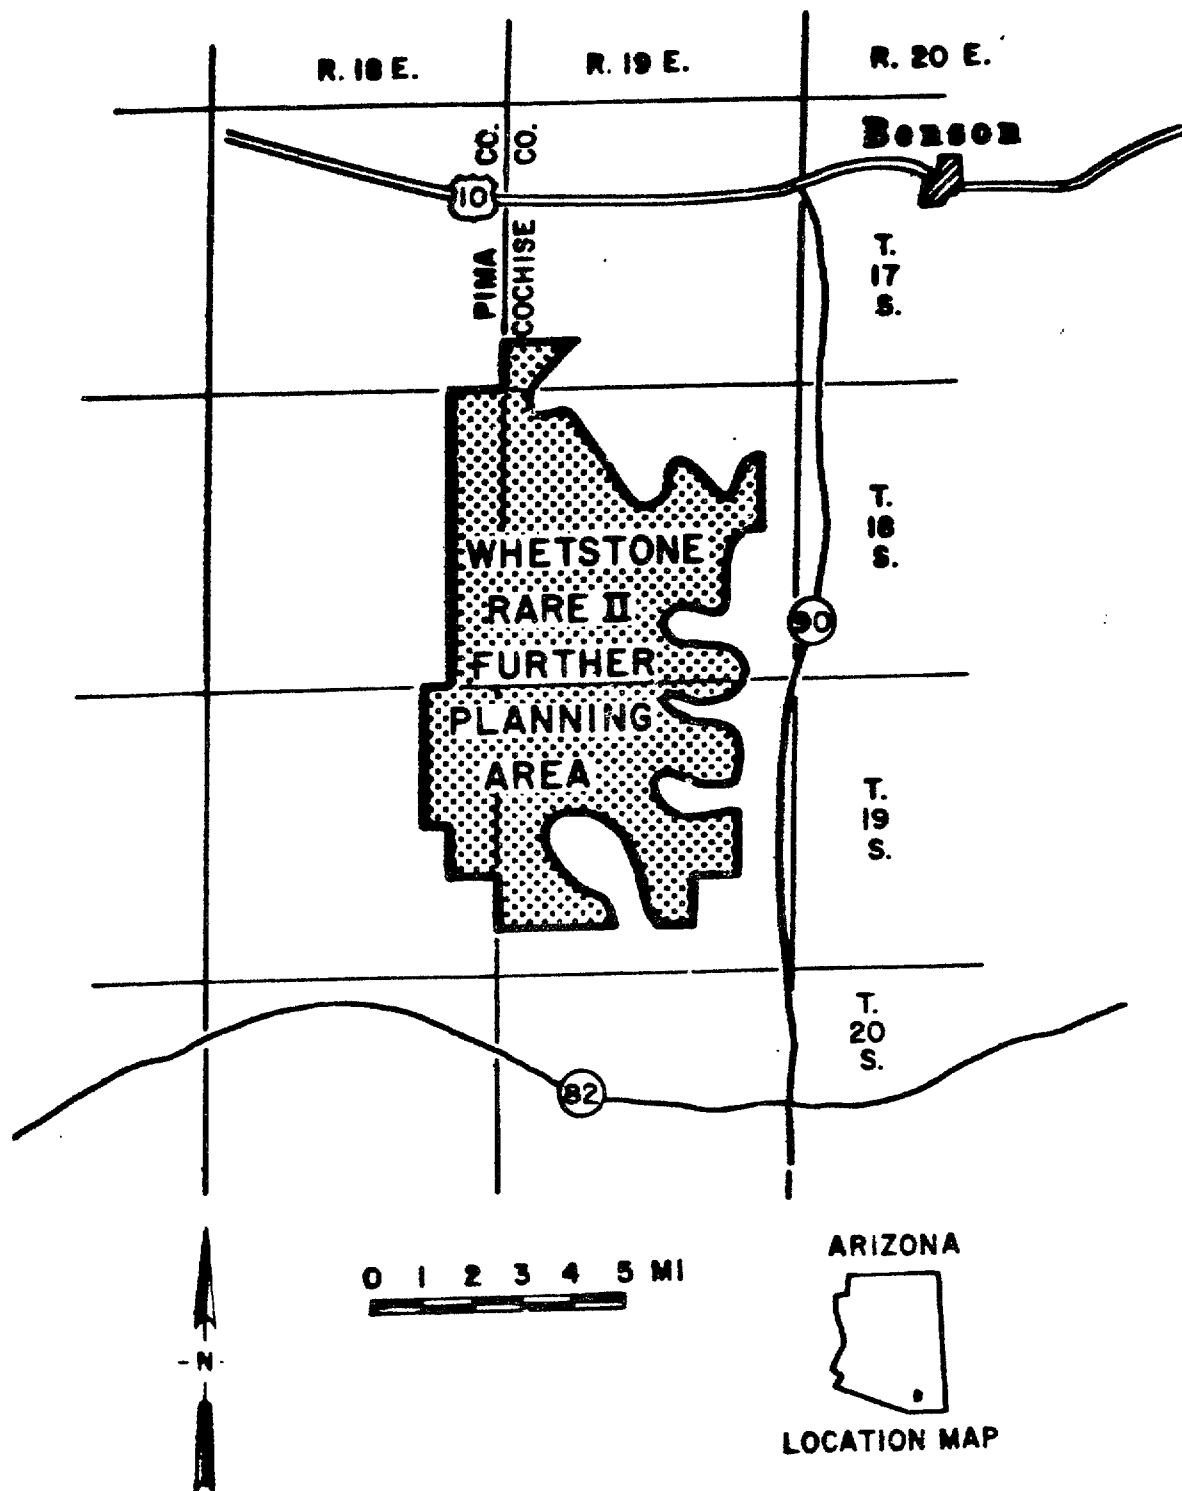 R. 18 E.
R. 19 E.
R. 20 E.
Benson
CO.
CO.
10
PIMA
COCHISE
T.
17
S.
T.
18
S.
WHETSTONE
RARE II
FURTHER
PLANNING
AREA
90
T.
19
S.
T.
20
S.
82
0 1 2 3 4 5 MI
N
ARIZONA
LOCATION MAP